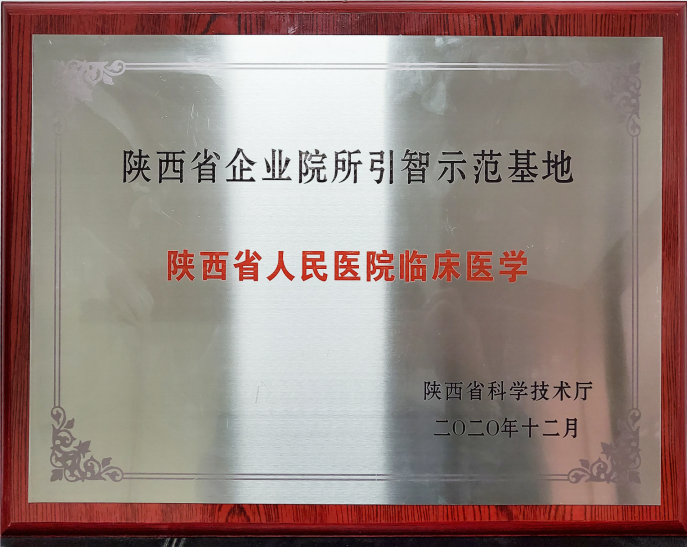 陕西省企业院所引智示范基地
陕西省人民医院临床医学
陕西省科学技术厅
二〇二〇年十二月